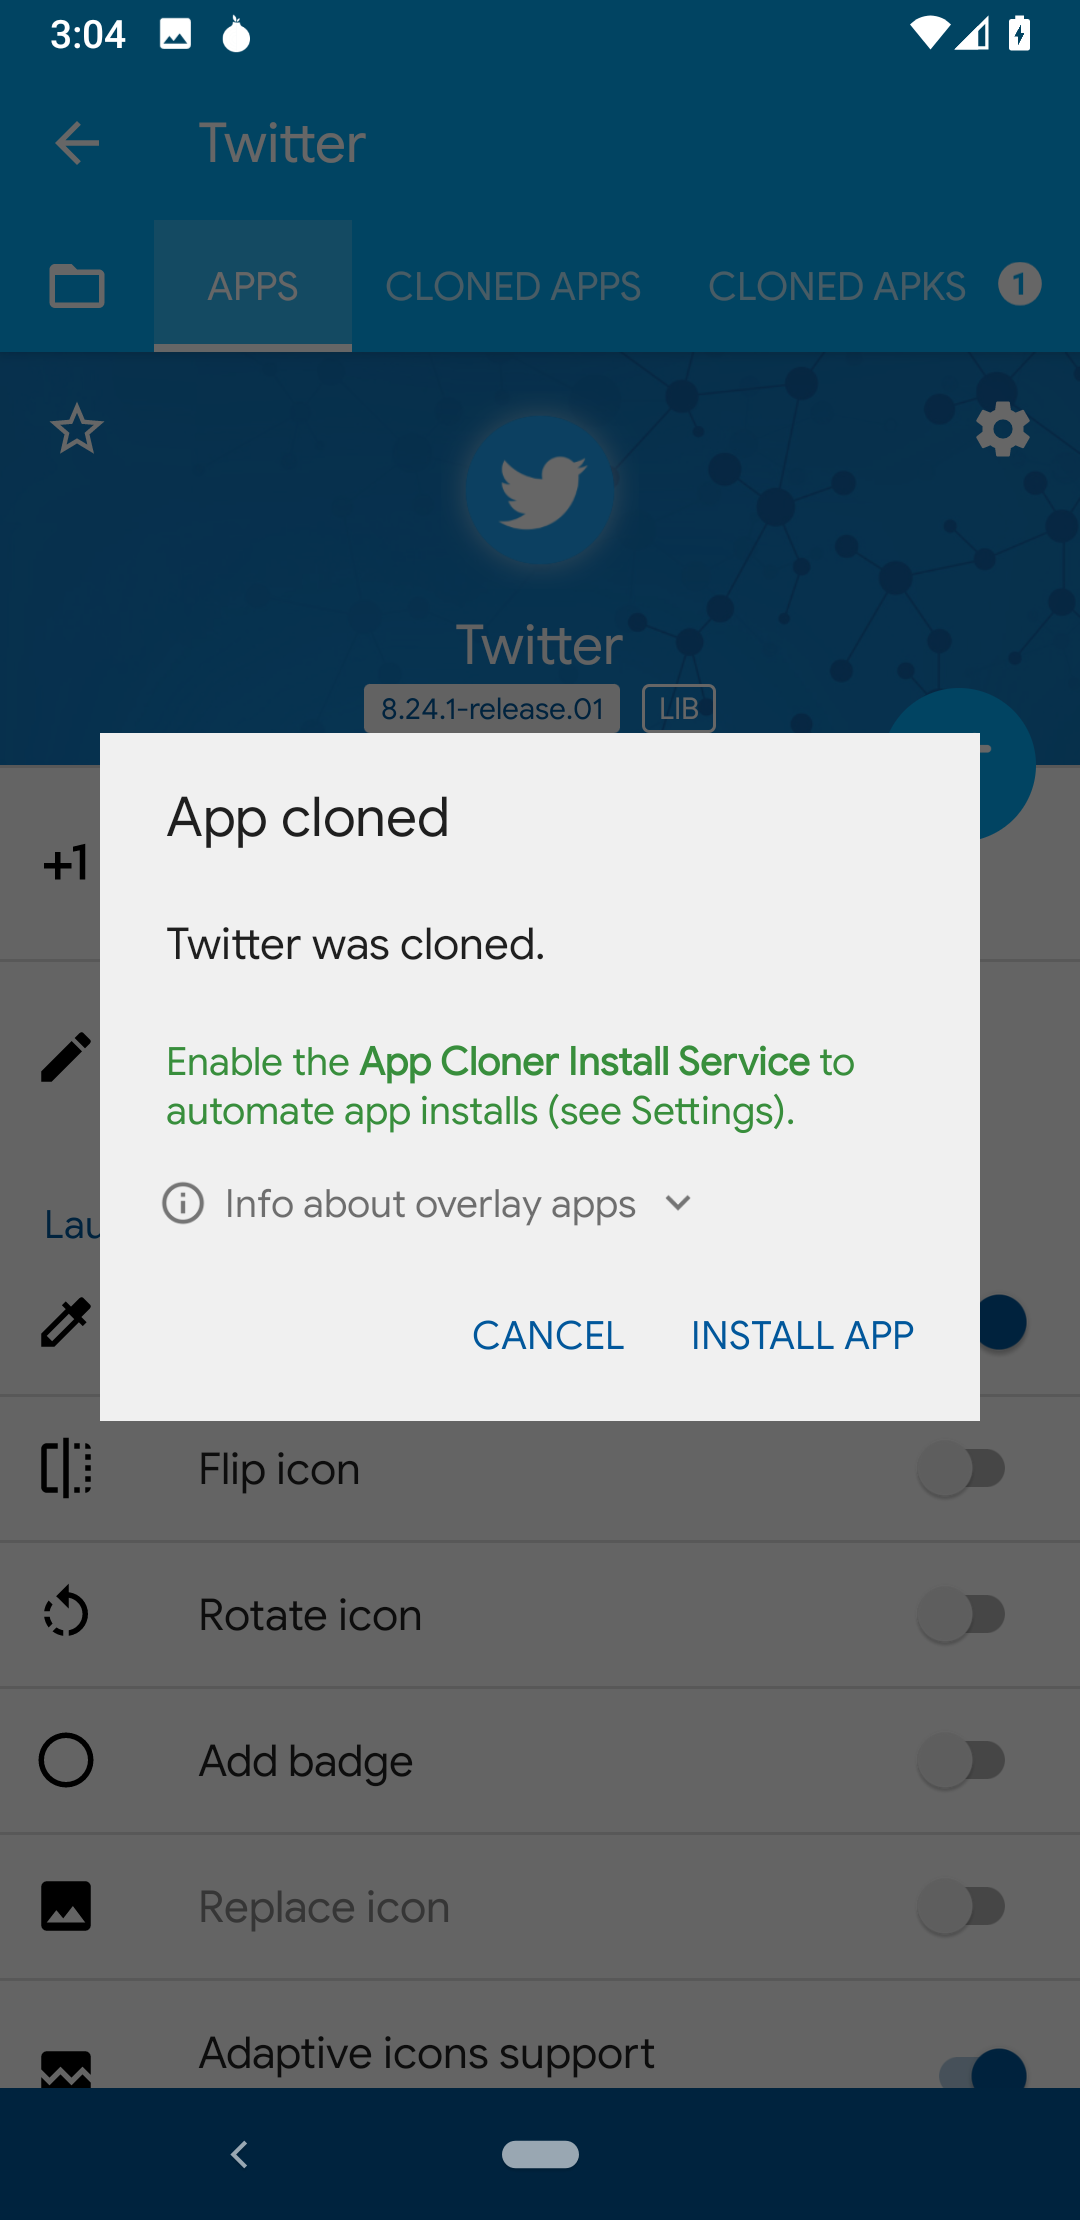 3:04
Twitter
APPS
CLONED APPS
CLONED APKS
1
Twitter
8.24.1-release.01
LIB
App cloned
+1
Twitter was cloned.
Enable the App Cloner Install Service to
automate app installs (see Settings).
Info about overlay apps
Lau
CANCEL
INSTALL APP
Flip icon
Rotate icon
Add badge
Replace icon
Adaptive icons support